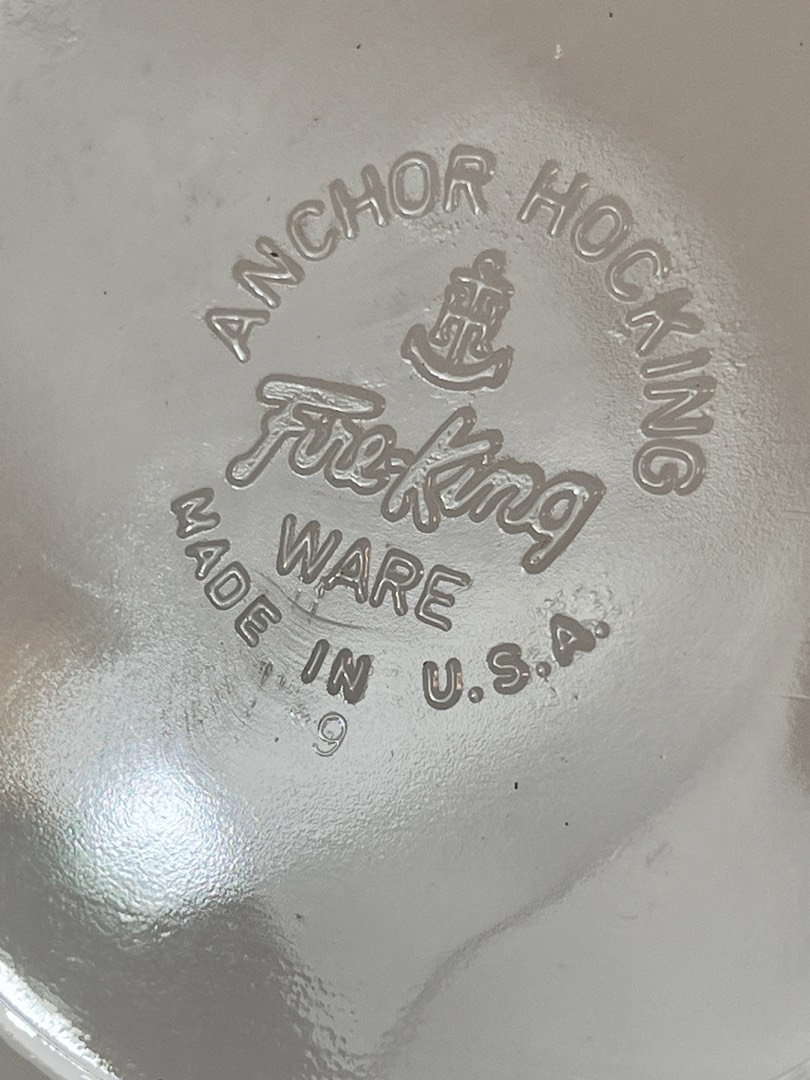 ANCHOR HOCKING
Fire-King
WARE
MADE IN U.S.A.
9